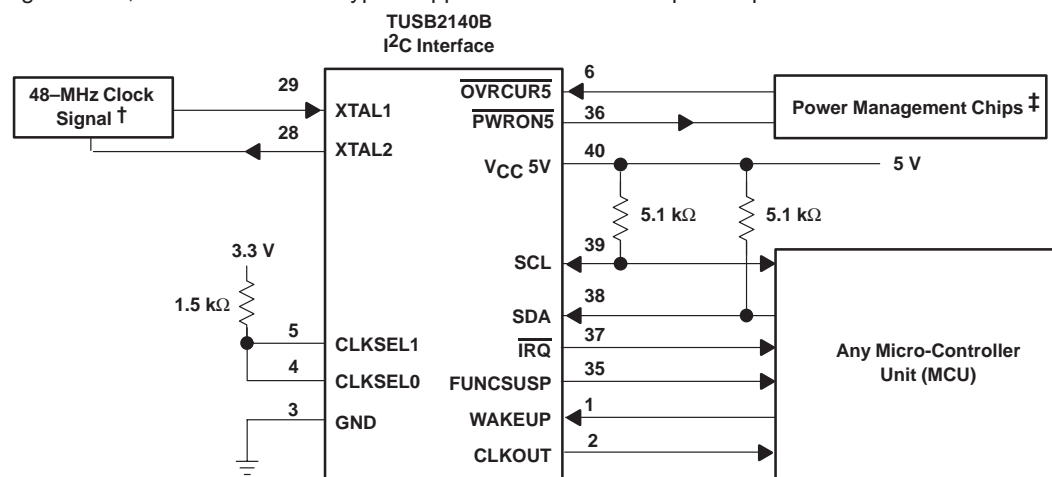 TUSB2140B
I2C Interface
48–MHz Clock
Signal †
29
XTAL1
28
XTAL2
3.3 V
1.5 kΩ
5
CLKSEL1
4
CLKSEL0
3
GND
OVRCUR5
6
PWRON5
36
Power Management Chips ‡
VCC 5V
40
5 V
5.1 kΩ
5.1 kΩ
SCL
39
SDA
38
IRQ
37
FUNCSUSP
35
WAKEUP
1
CLKOUT
2
Any Micro-Controller
Unit (MCU)